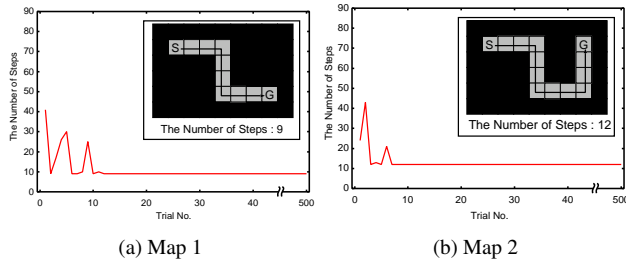 The Number of Steps
90
80
70
60
50
40
30
20
10
0
S
G
The Number of Steps : 9
0 10 20 30 40 500
Trial No.
(a) Map 1
The Number of Steps
90
80
70
60
50
40
30
20
10
0
S G
The Number of Steps : 12
0 10 20 30 40 500
Trial No.
(b) Map 2